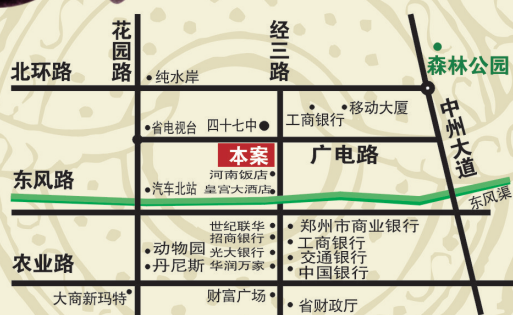 花园路
经三路
北环路
纯水岸
森林公园
工商银行
移动大厦
中州大道
省电视台
四十七中
本案
广电路
河南饭店
东风路
汽车北站
皇宫大酒店
东风渠
世纪联华
招商银行
郑州市商业银行
工商银行
动物园
光大银行
交通银行
农业路
丹尼斯
华润万家
中国银行
大商新玛特
财富广场
省财政厅